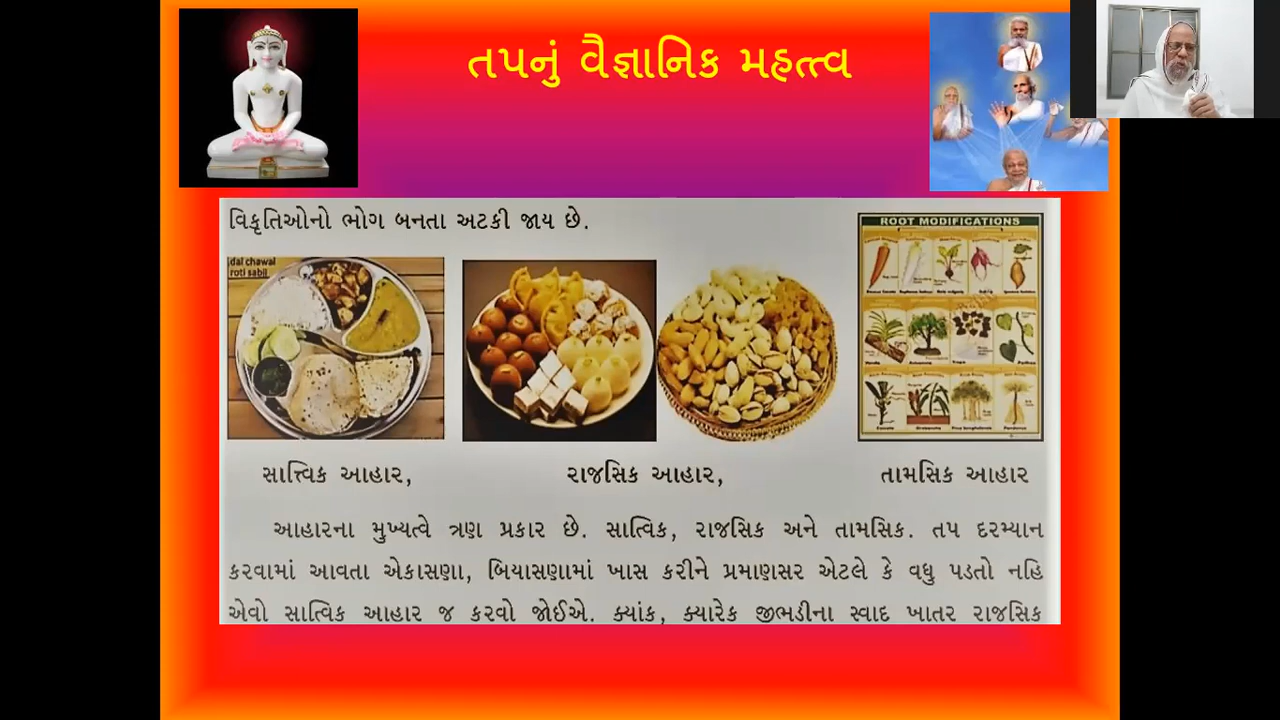 તપનું વૈજ્ઞાનિક મહત્ત્વ
વિકૃતિઓનો ભોગ બનતા અટકી જાય છે.
dal chawal
roti sabji
ROOT MODIFICATIONS
સાત્ત્વિક આહાર,
રાજસિક આહાર,
તામસિક આહાર
આહારના મુખ્યત્વે ત્રણ પ્રકાર છે. સાત્વિક, રાજસિક અને તામસિક. તપ દરમ્યાન
કરવામાં આવતા એકાસણા, બિયાસણામાં ખાસ કરીને પ્રમાણસર એટલે કે વધુ પડતો નહિ
એવો સાત્વિક આહાર જ કરવો જોઈએ. ક્યાંક, ક્યારેક જીભડીના સ્વાદ ખાતર રાજસિક